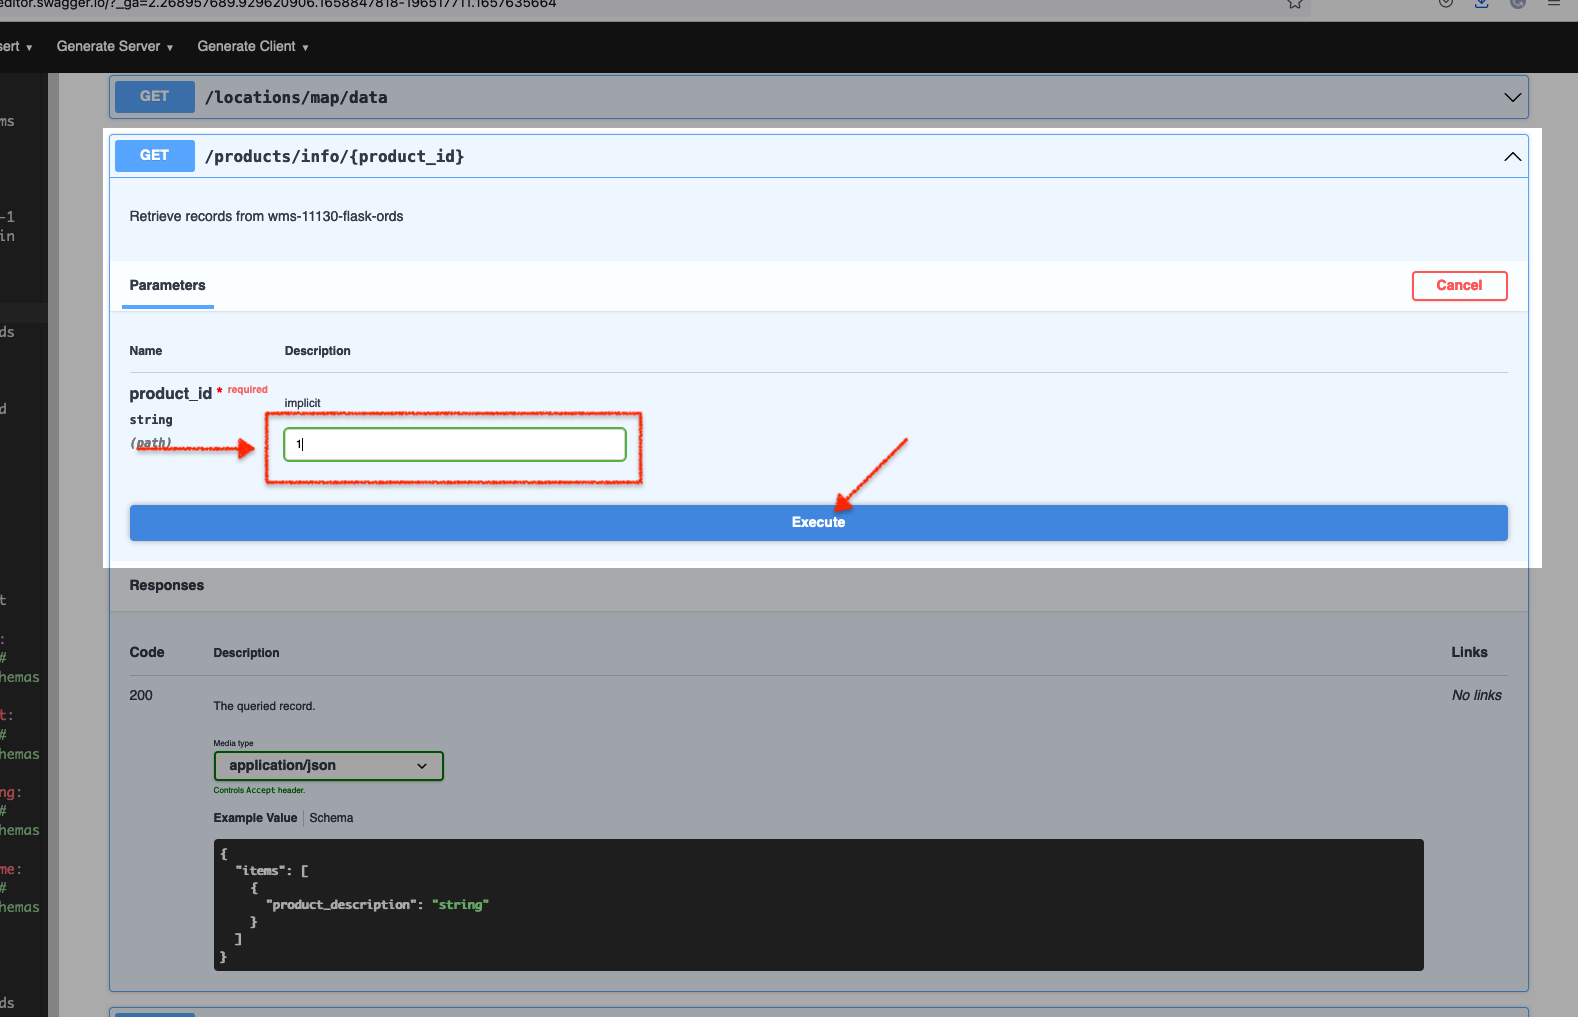 editor.swagger.io/?_ga=2.268957689.929620906.1658847818-196517711.1657635664
sert ▾ Generate Server ▾ Generate Client ▾
GET /locations/map/data
ms
GET /products/info/{product_id}
-1
Retrieve records from wms-11130-flask-ords
in
Parameters
Cancel
ds
Name Description
product_id * required
implicit
d
string
(path)
1
Execute
Responses
t
:
#
Code Description Links
hemas
200 No links
The queried record.
t:
#
Media type
hemas
application/json
Controls Accept header.
ng:
#
Example Value Schema
hemas
{
"items": [
me:
{
#
"product_description": "string"
hemas
}
]
}
ds